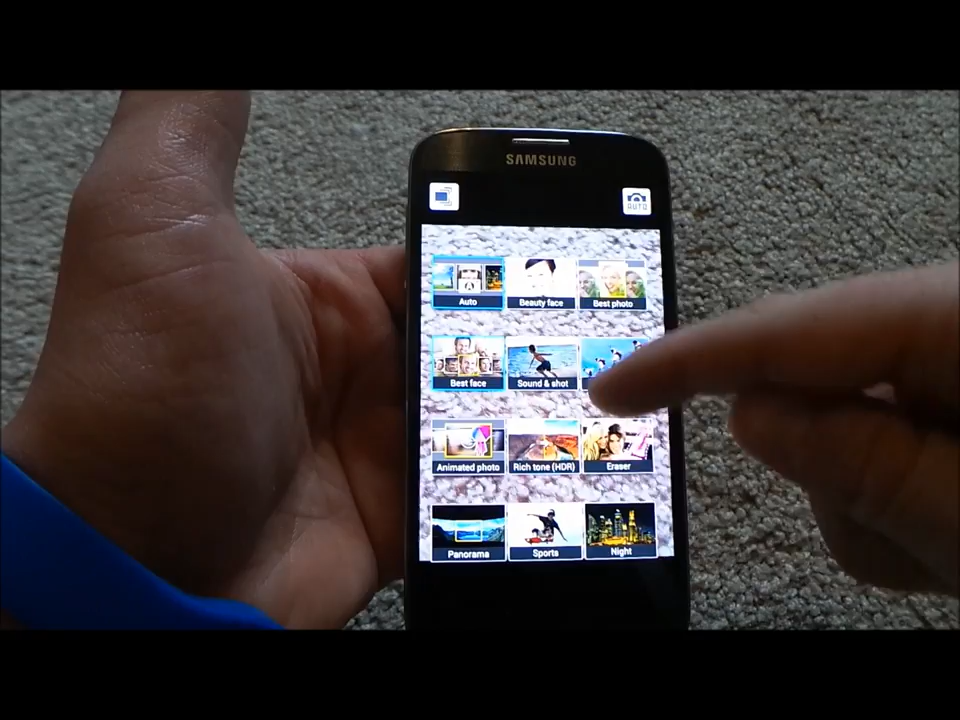 SAMSUNG
AUTO
Auto
Beauty face
Best photo
Best face
Sound & shot
Animated photo
Rich tone (HDR)
Eraser
Panorama
Sports
Night